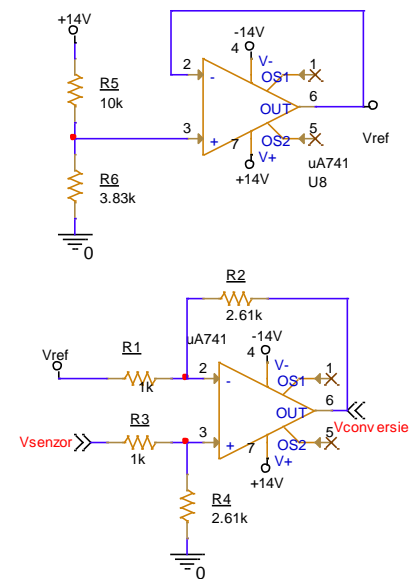 +14V
-14V
4
V-
1
2
-
OS1
R5
10k
6
OUT
3
+
5
OS2
7
V+
Vref
+14V
uA741
U8
R6
3.83k
0
R2
2.61k
uA741
-14V
Vref
R1
4
V-
1
1k
2
-
OS1
6
OUT
Vconversie
R3
3
+
5
OS2
Vsenzor
1k
7
V+
+14V
R4
2.61k
0